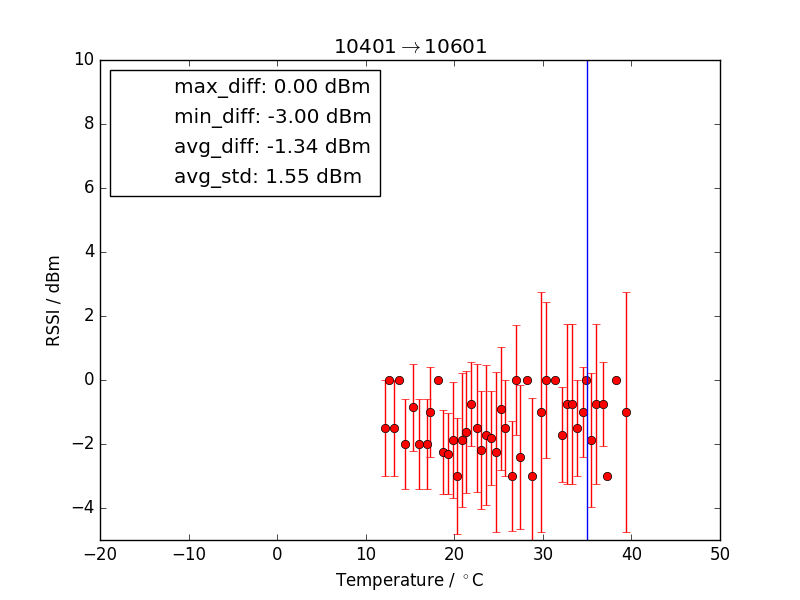 10401→10601
max_diff: 0.00 dBm
min_diff: -3.00 dBm
avg_diff: -1.34 dBm
avg_std: 1.55 dBm
10
8
6
4
2
0
−2
−4
RSSI / dBm
−20 −10 0 10 20 30 40 50
Temperature / °C